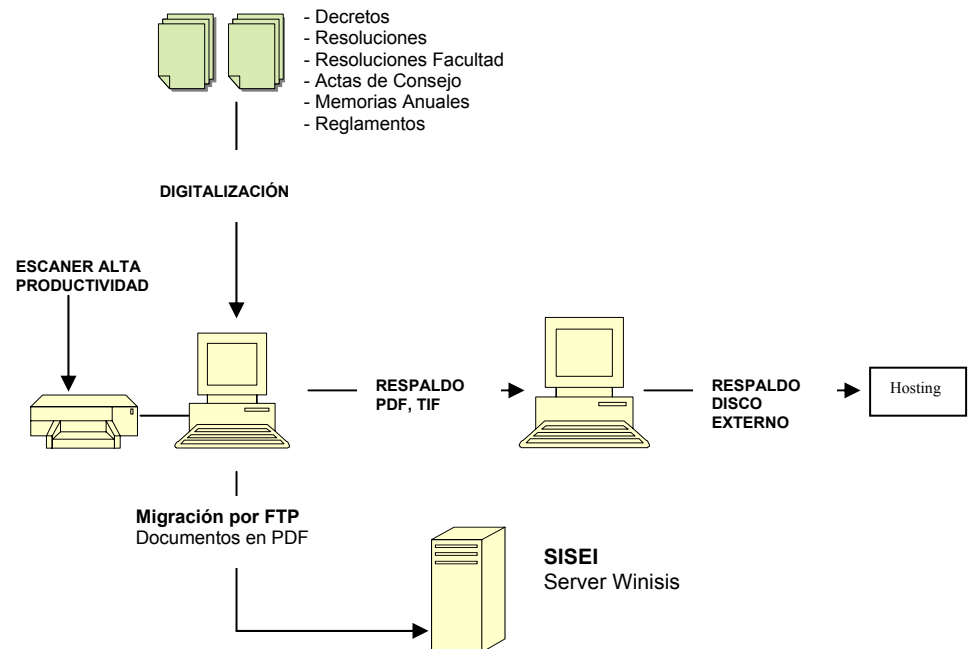 - Decretos
- Resoluciones
- Resoluciones Facultad
- Actas de Consejo
- Memorias Anuales
- Reglamentos
DIGITALIZACIÓN
ESCANER ALTA
PRODUCTIVIDAD
RESPALDO
PDF, TIF
RESPALDO
DISCO
EXTERNO
Hosting
Migración por FTP
Documentos en PDF
SISEI
Server Winisis